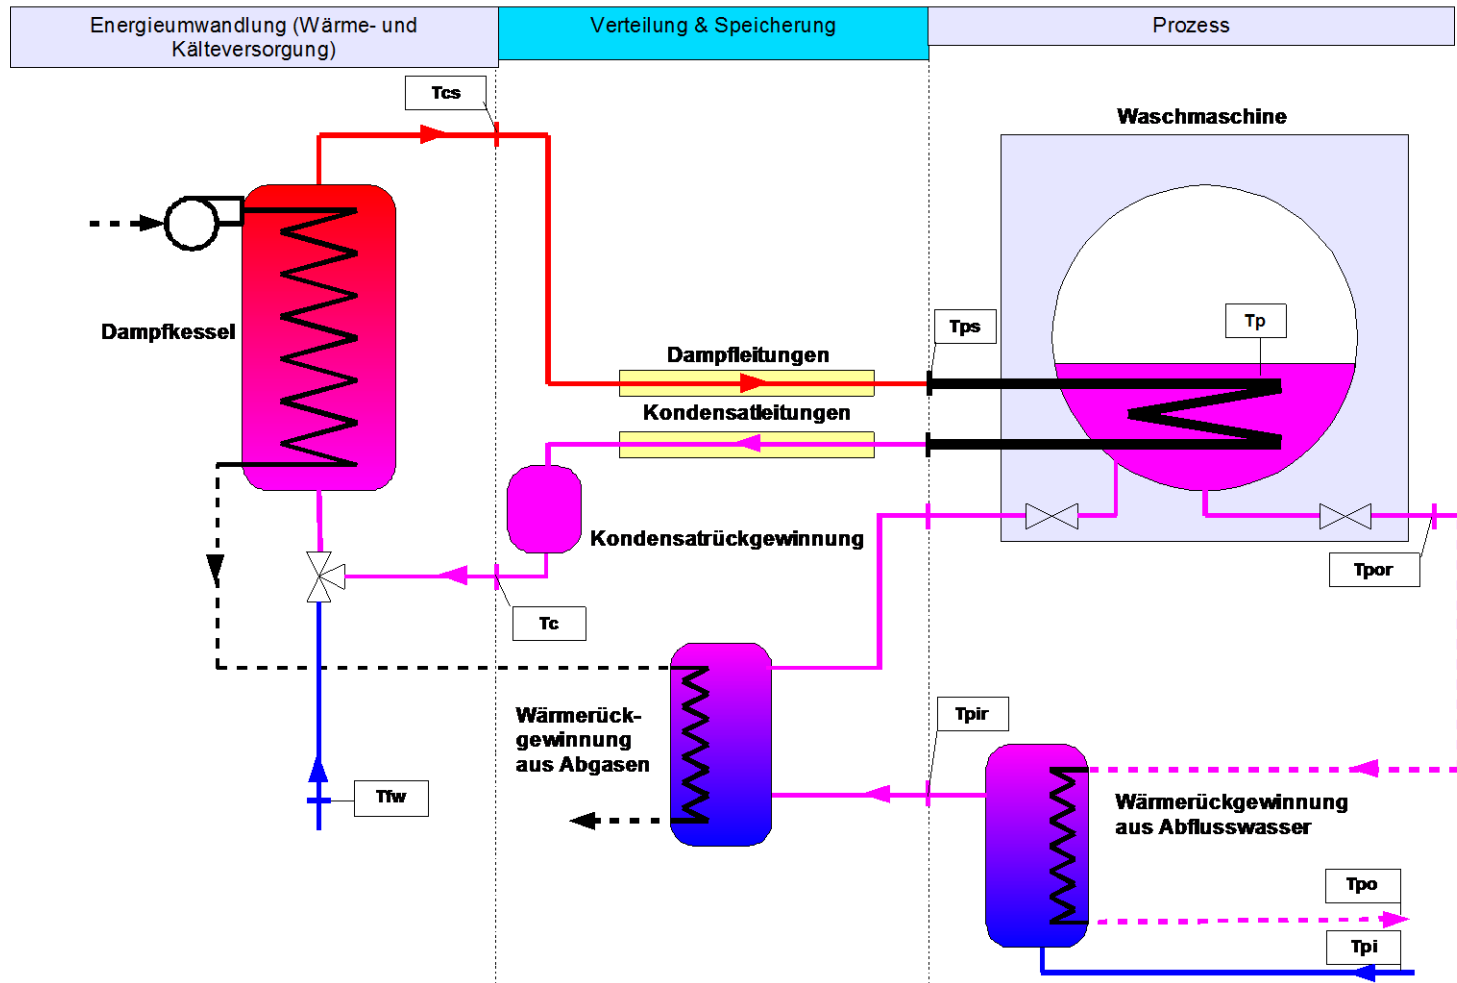 Energieumwandlung (Wärme- und
Kälteversorgung)
Verteilung & Speicherung
Prozess
Tcs
Waschmaschine
Dampfkessel
Tps
Tp
Dampfleitungen
Kondensatleitungen
Kondensatrückgewinnung
Tpor
Tc
Wärmerück-
gewinnung
aus Abgasen
Tpir
Tfw
Wärmerückgewinnung
aus Abflusswasser
Tpo
Tpi